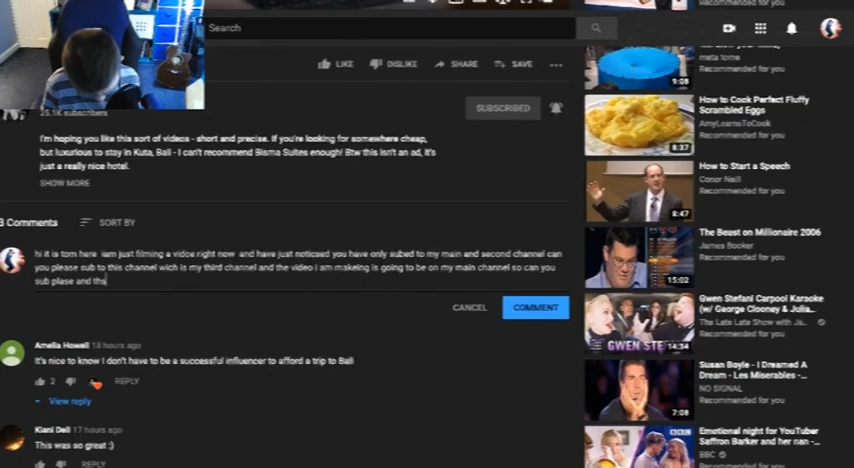 Search
LIKE DISLIKE SHARE SAVE
25.1K subscribers
SUBSCRIBED
I'm hoping you like this sort of videos - short and precise. If you're looking for somewhere cheap,
but luxurious to stay in Kuta, Bali - I can't recommend Bisma Suites enough! Btw this isn't an ad, it's
just a really nice hotel.
SHOW MORE
3 Comments SORT BY
hi it is tom here iam just filming a vidoe right now and have just noticaed you have only subed to my main and second channel can
you please sub to this channel wich is my third channel and the video i am makeing is going to be on my main channel so can you
sub plase and ths
CANCEL COMMENT
Amelia Howell 18 hours ago
It's nice to know I don't have to be a successful influencer to afford a trip to Bali
2 REPLY
View reply
Kiani Dell 17 hours ago
This was so great :)
REPLY
Recommended for you
meta tome
Recommended for you
9:08
How to Cook Perfect Fluffy
Scrambled Eggs
AmyLearnsToCook
Recommended for you
8:37
How to Start a Speech
Conor Neill
Recommended for you
8:47
The Beast on Millionaire 2006
James Booker
Recommended for you
15:02
Gwen Stefani Carpool Karaoke
(w/ George Clooney & Julia...
The Late Late Show with Ja...
Recommended for you
GWEN STE
14:34
Susan Boyle - I Dreamed A
Dream - Les Miserables -...
NO SIGNAL
Recommended for you
7:08
Emotional night for YouTuber
Saffron Barker and her nan -...
BBC
Recommended for you
BBC